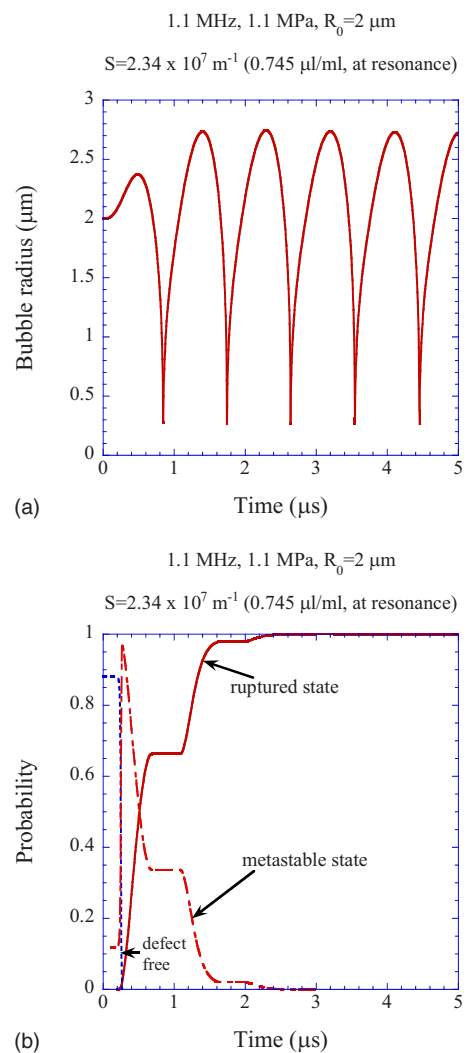 1.1 MHz, 1.1 MPa, R₀=2 μm
S=2.34 x 10⁷ m⁻¹ (0.745 μl/ml, at resonance)
3
2.5
2
1.5
1
0.5
0
Bubble radius (μm)
0 1 2 3 4 5
Time (μs)
(a)
1.1 MHz, 1.1 MPa, R₀=2 μm
S=2.34 x 10⁷ m⁻¹ (0.745 μl/ml, at resonance)
1
0.8
0.6
0.4
0.2
0
Probability
ruptured state
metastable state
defect
free
0 1 2 3 4 5
Time (μs)
(b)